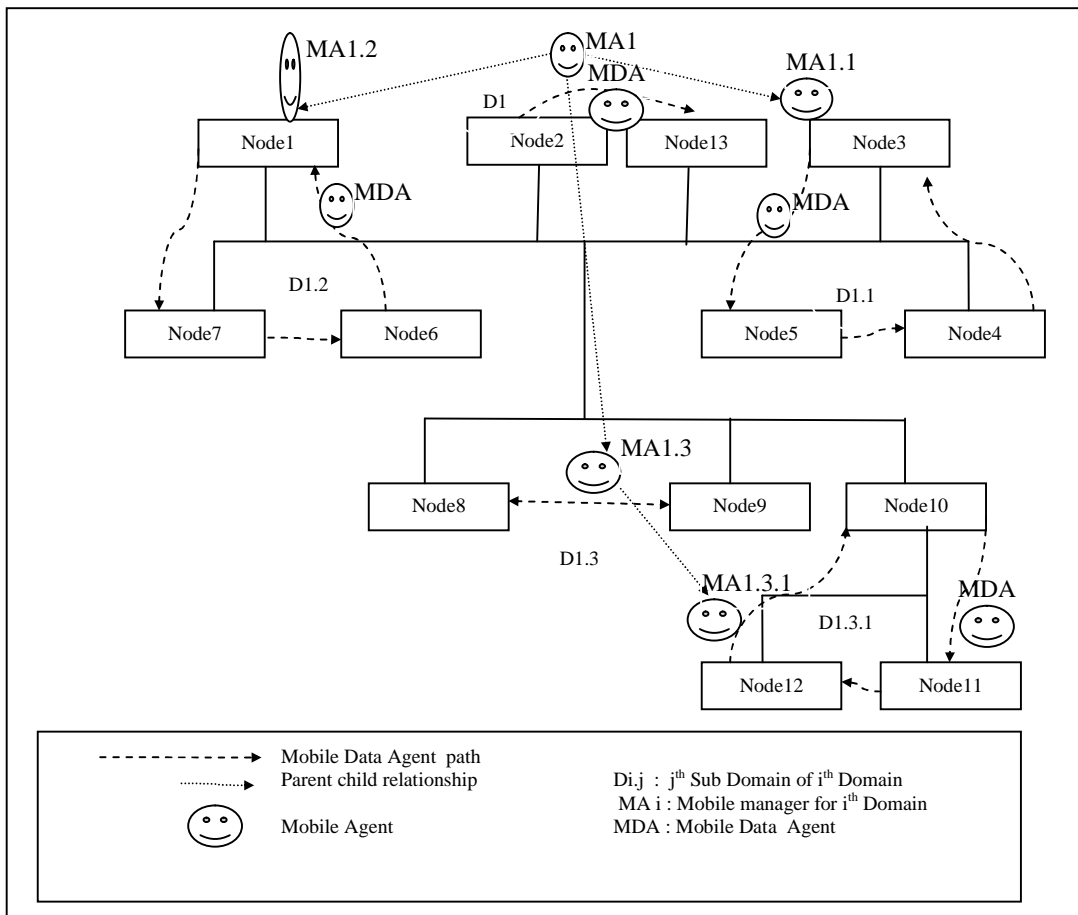 MA1.2
MA1
MA1.1
MDA
D1
Node1
Node2
Node13
Node3
MDA
MDA
D1.2
D1.1
Node7
Node6
Node5
Node4
MA1.3
Node8
Node9
Node10
D1.3
MA1.3.1
MDA
D1.3.1
Node12
Node11
Mobile Data Agent path
Parent child relationship
Di.j : jth Sub Domain of ith Domain
MA i : Mobile manager for ith Domain
Mobile Agent
MDA : Mobile Data Agent